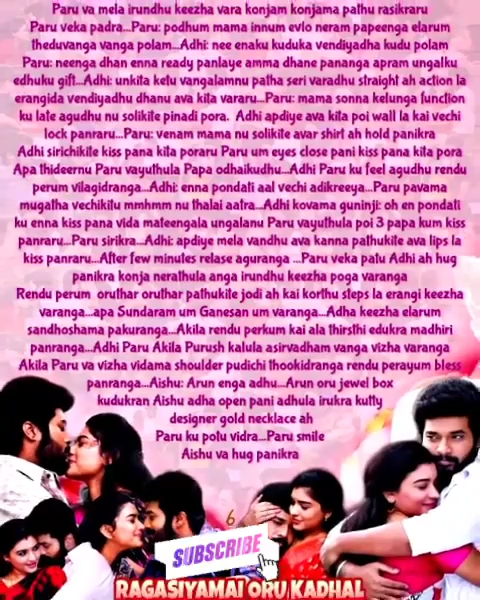 Paru va mela irundhu keezha vara konjam konjama pathu rasikraru
Paru veka padra...Paru: podhum mama innum evlo neram papeenga elarum
theduvanga vanga polam...Adhi: nee enaku kuduka vendiyadha kudu polam
Paru: neenga dhan enna ready panlaye amma dhane pananga apram ungalku
edhuku gift...Adhi: unkita ketu vangalamnu patha seri varadhu straight ah action la
erangida vendiyadhu dhanu ava kita vararu...Paru: mama sonna kelunga function
ku late agudhu nu solikite pinadi pora. Adhi apdiye ava kita poi wall la kai vechi
lock panraru...Paru: venam mama nu solikite avar shirt ah hold panikra
Adhi sirichikite kiss pana kita poraru Paru um eyes close pani kiss pana kita pora
Apa thideernu Paru vayuthula Papa odhaikudhu...Adhi Paru ku feel agudhu rendu
perum vilagidranga...Adhi: enna pondati aal vechi adikreeya...Paru pavama
mugatha vechikitu mmhmm nu thalai aatra...Adhi kovama guninji: oh en pondati
ku enna kiss pana vida mateengala ungalanu Paru vayuthula poi 3 papa kum kiss
panraru...Paru sirikra...Adhi: apdiye mela vandhu ava kanna pathukite ava lips la
kiss panraru...After few minutes relase aguranga ...Paru veka patu Adhi ah hug
panikra konja nerathula anga irundhu keezha poga varanga
Rendu perum oruthar oruthar pathukite jodi ah kai korthu steps la erangi keezha
varanga...apa Sundaram um Ganesan um varanga...Adha keezha elarum
sandhoshama pakuranga...Akila rendu perkum kai ala thirsthi edukra madhiri
panranga...Adhi Paru Akila Purush kalula asirvadham vanga vizha varanga
Akila Paru va vizha vidama shoulder pudichi thookidranga rendu perayum bless
panranga...Aishu: Arun enga adhu...Arun oru jewel box
kudukran Aishu adha open pani adhula irukra kutty
designer gold necklace ah
Paru ku potu vidra...Paru smile
Aishu va hug panikra
6
SUBSCRIBE
RAGASIYAMAI ORU KADHAL